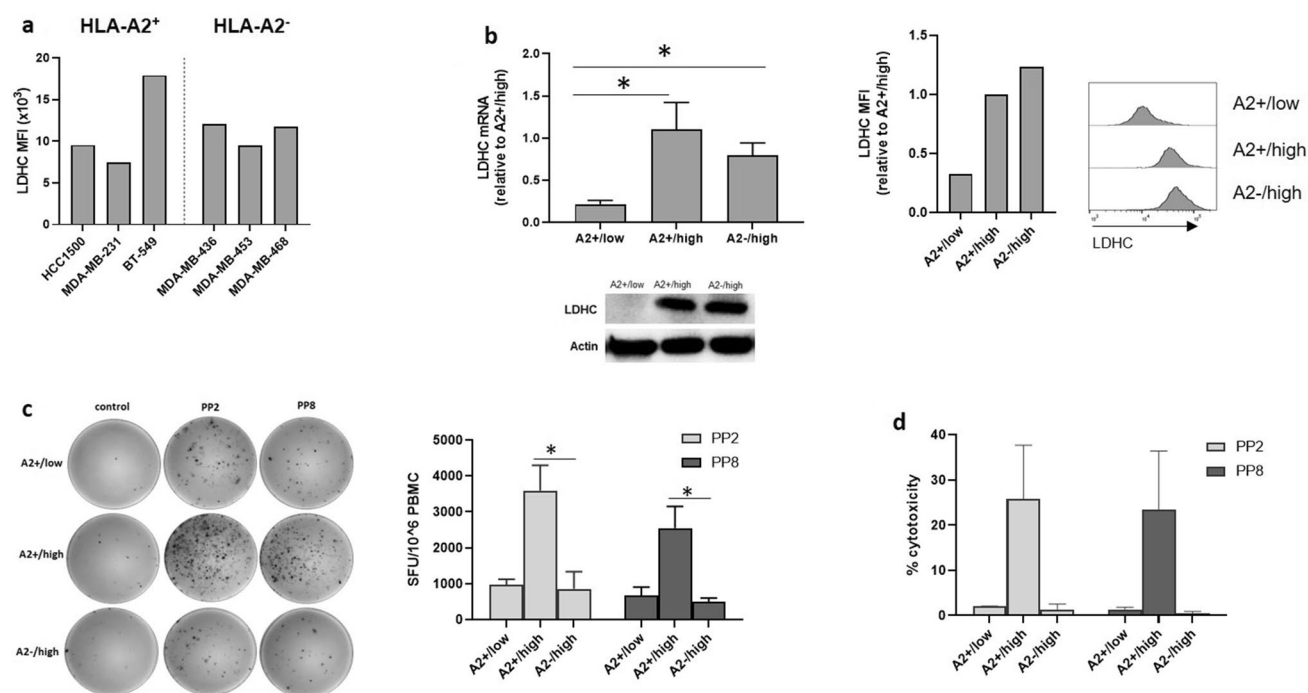 a
HLA-A2+
HLA-A2-
LDHC MFI (x10³)
20
15
10
5
0
HCC1500
MDA-MB-231
BT-549
MDA-MB-436
MDA-MB-453
MDA-MB-468
b
LDHC mRNA
(relative to A2+/high)
2.0
1.5
1.0
0.5
0.0
*
*
A2+/low
A2+/high
A2-/high
A2+/low
A2+/high
A2-/high
LDHC
Actin
LDHC MFI
(relative to A2+/high)
1.5
1.0
0.5
0.0
A2+/low
A2+/high
A2-/high
A2+/low
A2+/high
A2-/high
10³
10⁴
10⁵
LDHC
c
control
PP2
PP8
A2+/low
A2+/high
A2-/high
SFU/10^6 PBMC
5000
4000
3000
2000
1000
0
PP2
PP8
*
*
A2+/low
A2+/high
A2-/high
A2+/low
A2+/high
A2-/high
d
% cytotoxicity
40
30
20
10
0
PP2
PP8
A2+/low
A2+/high
A2-/high
A2+/low
A2+/high
A2-/high